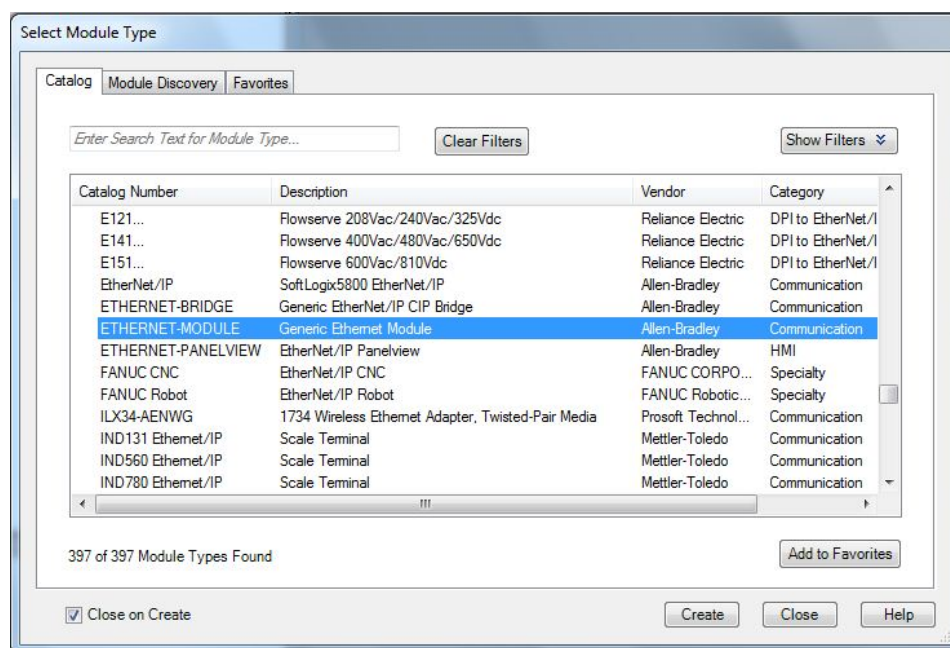 Select Module Type
Catalog Module Discovery Favorites
Enter Search Text for Module Type... Clear Filters Show Filters
Catalog Number Description Vendor Category
E121... Flowserve 208Vac/240Vac/325Vdc Reliance Electric DPI to EtherNet/I
E141... Flowserve 400Vac/480Vac/650Vdc Reliance Electric DPI to EtherNet/I
E151... Flowserve 600Vac/810Vdc Reliance Electric DPI to EtherNet/I
EtherNet/IP SoftLogix5800 EtherNet/IP Allen-Bradley Communication
ETHERNET-BRIDGE Generic EtherNet/IP CIP Bridge Allen-Bradley Communication
ETHERNET-MODULE Generic Ethernet Module Allen-Bradley Communication
ETHERNET-PANELVIEW EtherNet/IP Panelview Allen-Bradley HMI
FANUC CNC EtherNet/IP CNC FANUC CORPO... Specialty
FANUC Robot EtherNet/IP Robot FANUC Robotic... Specialty
ILX34-AENWG 1734 Wireless Ethernet Adapter, Twisted-Pair Media Prosoft Technol... Communication
IND131 Ethernet/IP Scale Terminal Mettler-Toledo Communication
IND560 Ethernet/IP Scale Terminal Mettler-Toledo Communication
IND780 Ethernet/IP Scale Terminal Mettler-Toledo Communication
397 of 397 Module Types Found Add to Favorites
Close on Create Create Close Help